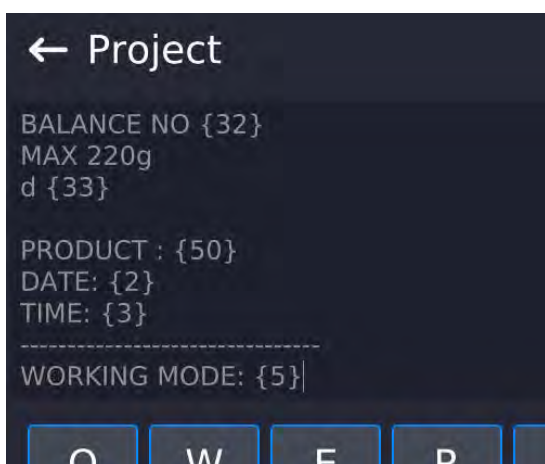 ← Project
BALANCE NO {32}
MAX 220g
d {33}
PRODUCT : {50}
DATE: {2}
TIME: {3}
--------------------------------
WORKING MODE: {5}
Q W E R